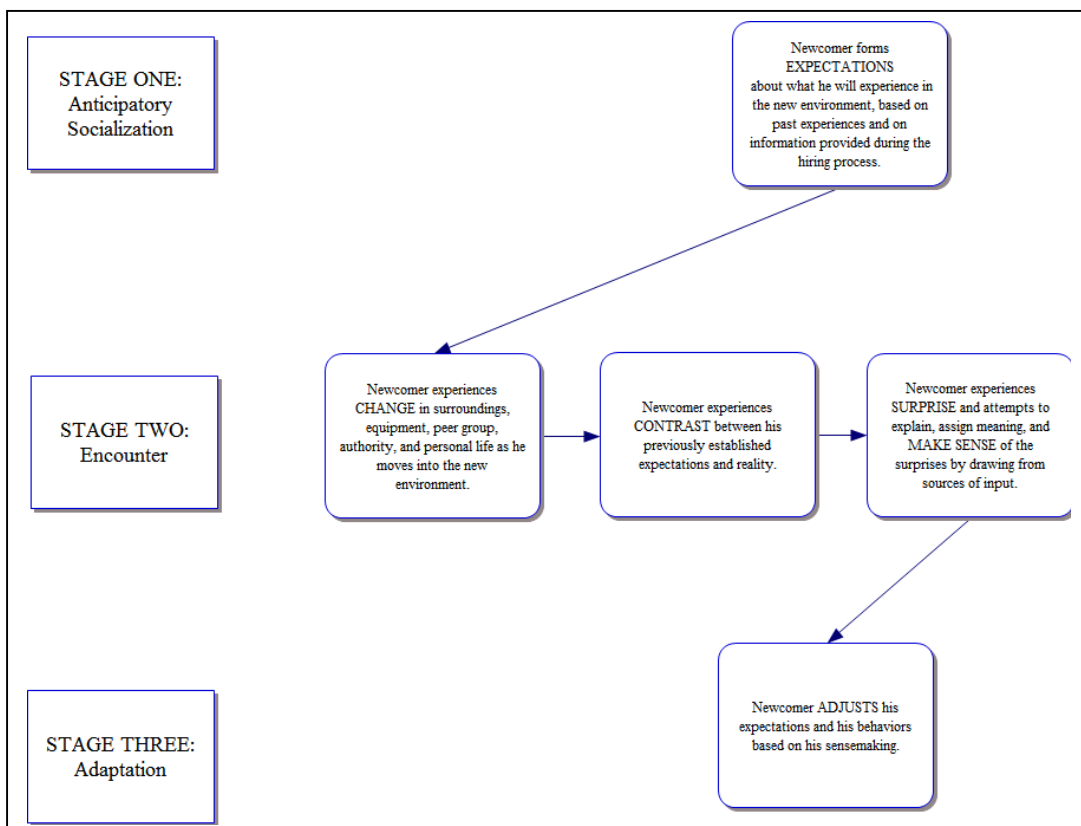 STAGE ONE:
Anticipatory
Socialization
Newcomer forms
EXPECTATIONS
about what he will experience in
the new environment, based on
past experiences and on
information provided during the
hiring process.
STAGE TWO:
Encounter
Newcomer experiences
CHANGE in surroundings,
equipment, peer group,
authority, and personal life as he
moves into the new
environment.
Newcomer experiences
CONTRAST between his
previously established
expectations and reality.
Newcomer experiences
SURPRISE and attempts to
explain, assign meaning, and
MAKE SENSE of the
surprises by drawing from
sources of input.
STAGE THREE:
Adaptation
Newcomer ADJUSTS his
expectations and his behaviors
based on his sensemaking.